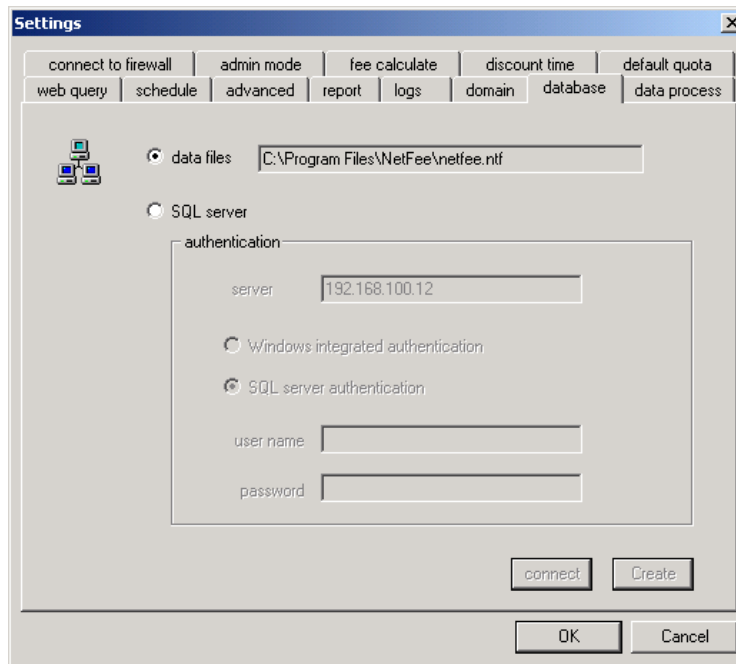 Settings
connect to firewall admin mode fee calculate discount time default quota
web query schedule advanced report logs domain database data process
data files C:\Program Files\NetFee\netfee.ntf
SQL server
authentication
server 192.168.100.12
Windows integrated authentication
SQL server authentication
user name
password
connect Create
OK Cancel